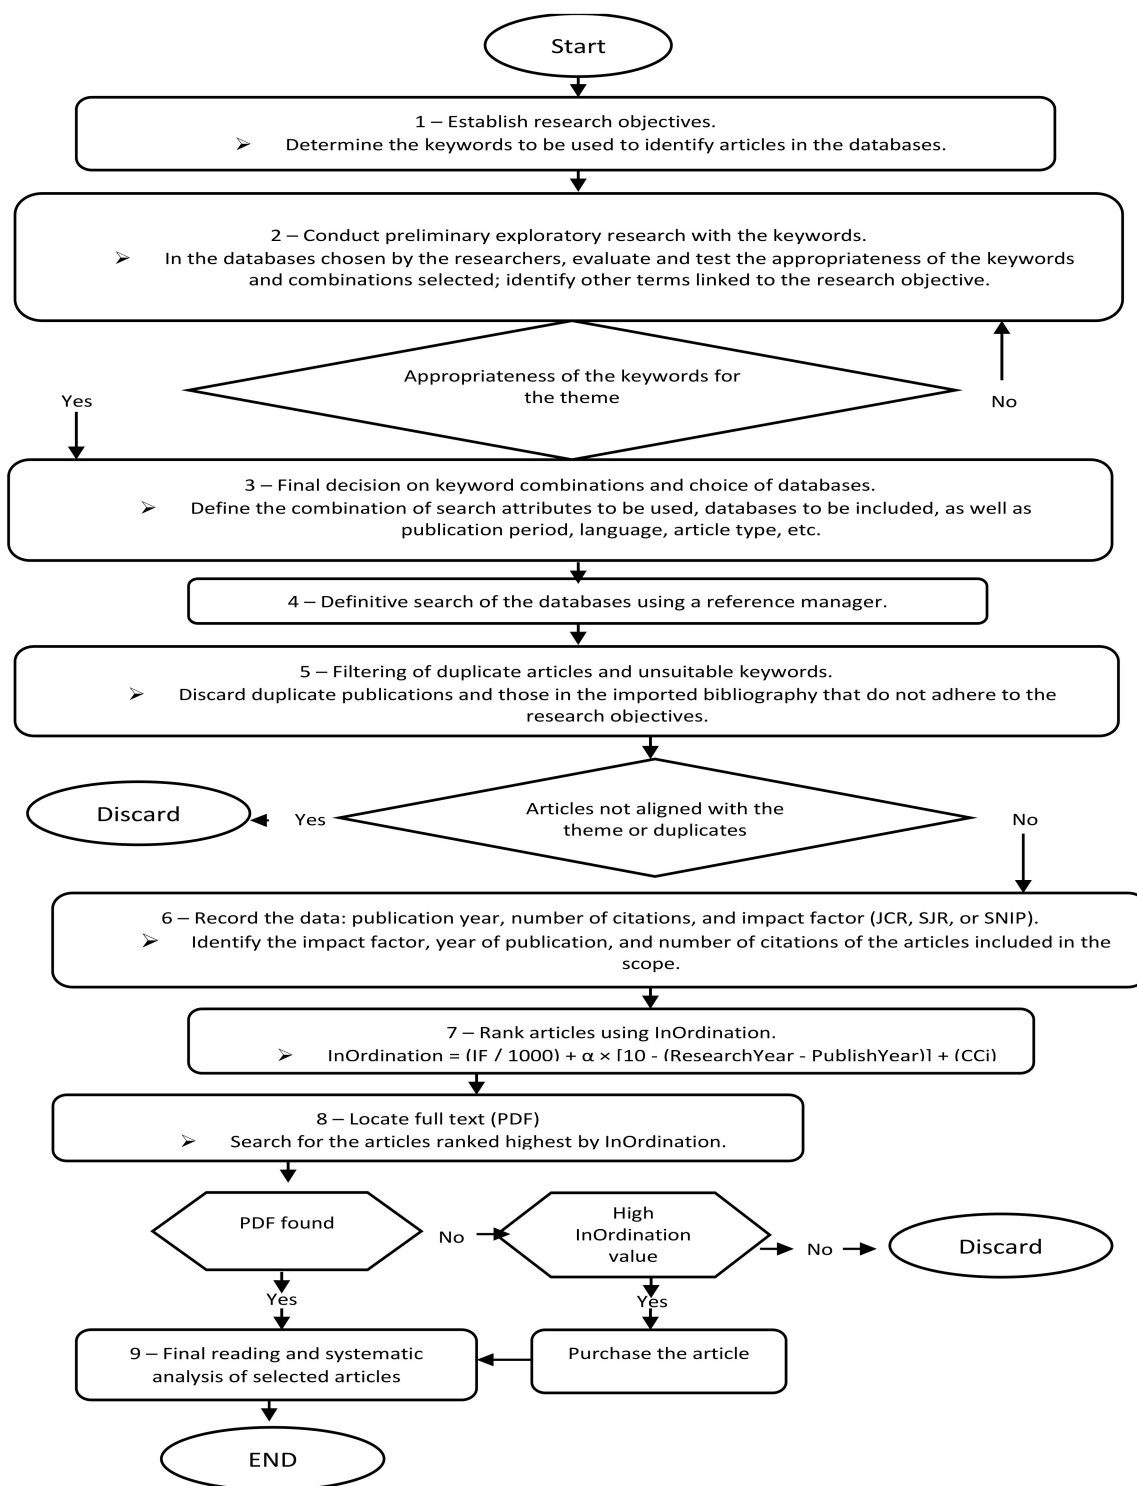 Start
1 – Establish research objectives.
➢ Determine the keywords to be used to identify articles in the databases.
2 – Conduct preliminary exploratory research with the keywords.
➢ In the databases chosen by the researchers, evaluate and test the appropriateness of the keywords
and combinations selected; identify other terms linked to the research objective.
Appropriateness of the keywords for
the theme
Yes
No
3 – Final decision on keyword combinations and choice of databases.
➢ Define the combination of search attributes to be used, databases to be included, as well as
publication period, language, article type, etc.
4 – Definitive search of the databases using a reference manager.
5 – Filtering of duplicate articles and unsuitable keywords.
➢ Discard duplicate publications and those in the imported bibliography that do not adhere to the
research objectives.
Discard
Yes
Articles not aligned with the
theme or duplicates
No
6 – Record the data: publication year, number of citations, and impact factor (JCR, SJR, or SNIP).
➢ Identify the impact factor, year of publication, and number of citations of the articles included in the
scope.
7 – Rank articles using InOrdination.
➢ InOrdination = (IF / 1000) + α × [10 - (ResearchYear - PublishYear)] + (CCi)
8 – Locate full text (PDF)
➢ Search for the articles ranked highest by InOrdination.
PDF found
No
High
InOrdination
value
No
Discard
Yes
Yes
9 – Final reading and systematic
analysis of selected articles
Purchase the article
END